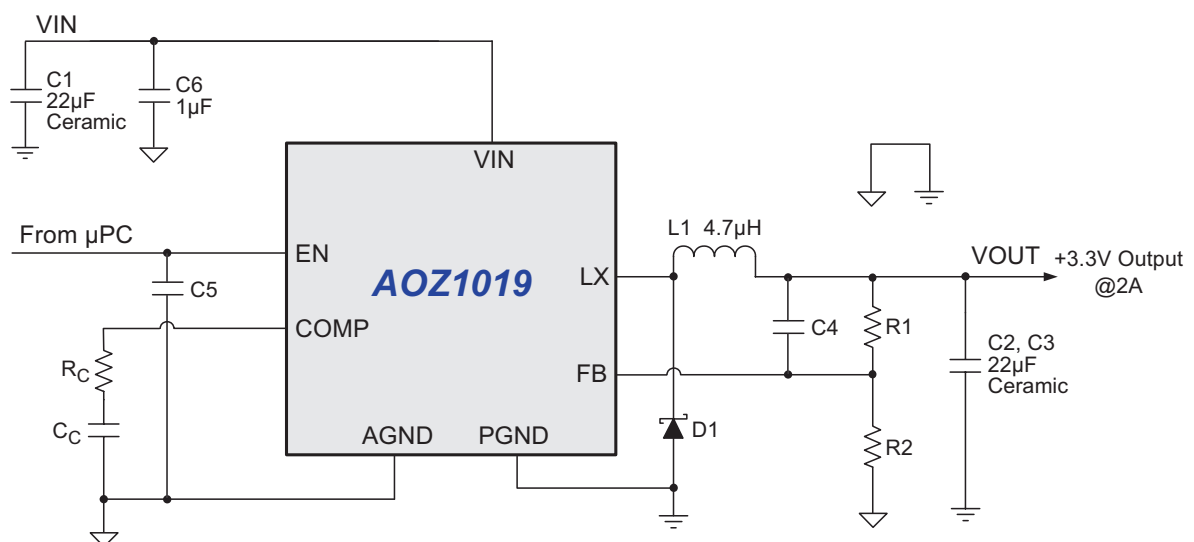 VIN
C1
22µF
Ceramic
C6
1µF
VIN
From µPC
EN
C5
AOZ1019
COMP
RC
CC
AGND
PGND
LX
FB
L1 4.7µH
D1
C4
R1
R2
VOUT
+3.3V Output
@2A
C2, C3
22µF
Ceramic